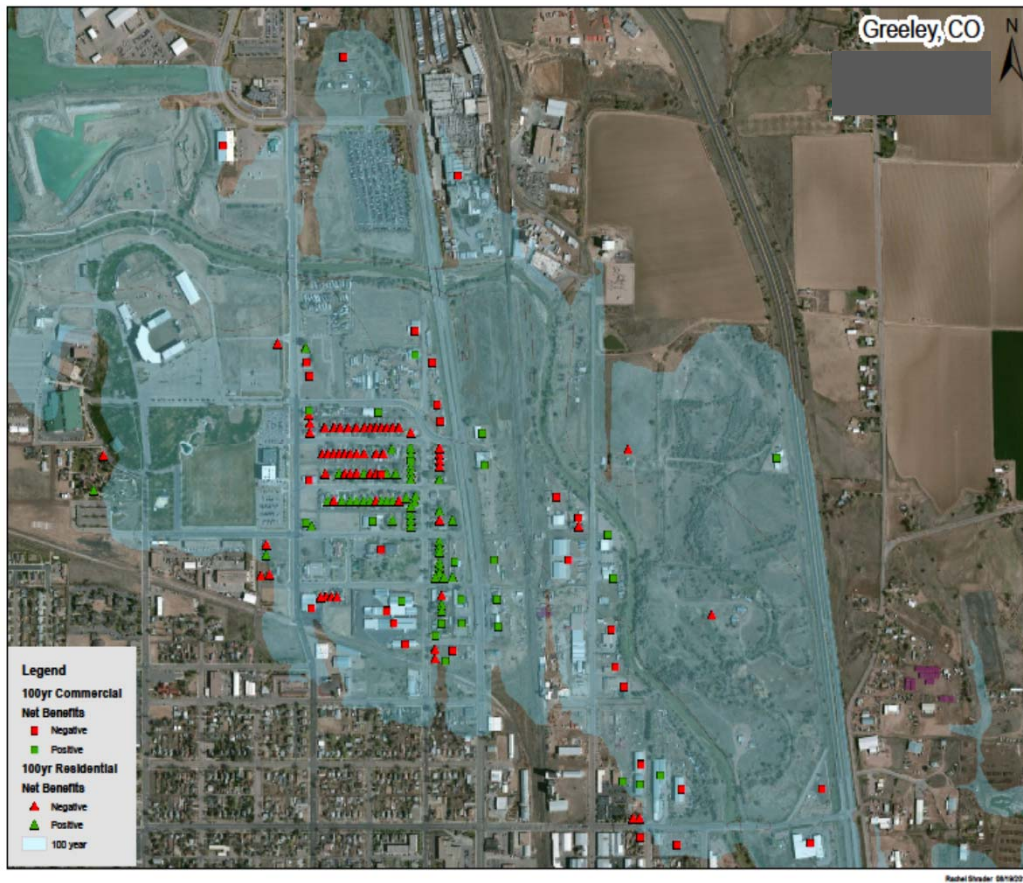 Greeley, CO
N
Legend
100yr Commercial
Net Benefits
Negative
Positive
100yr Residential
Net Benefits
Negative
Positive
100 year
Rachel Shrader 08/19/20